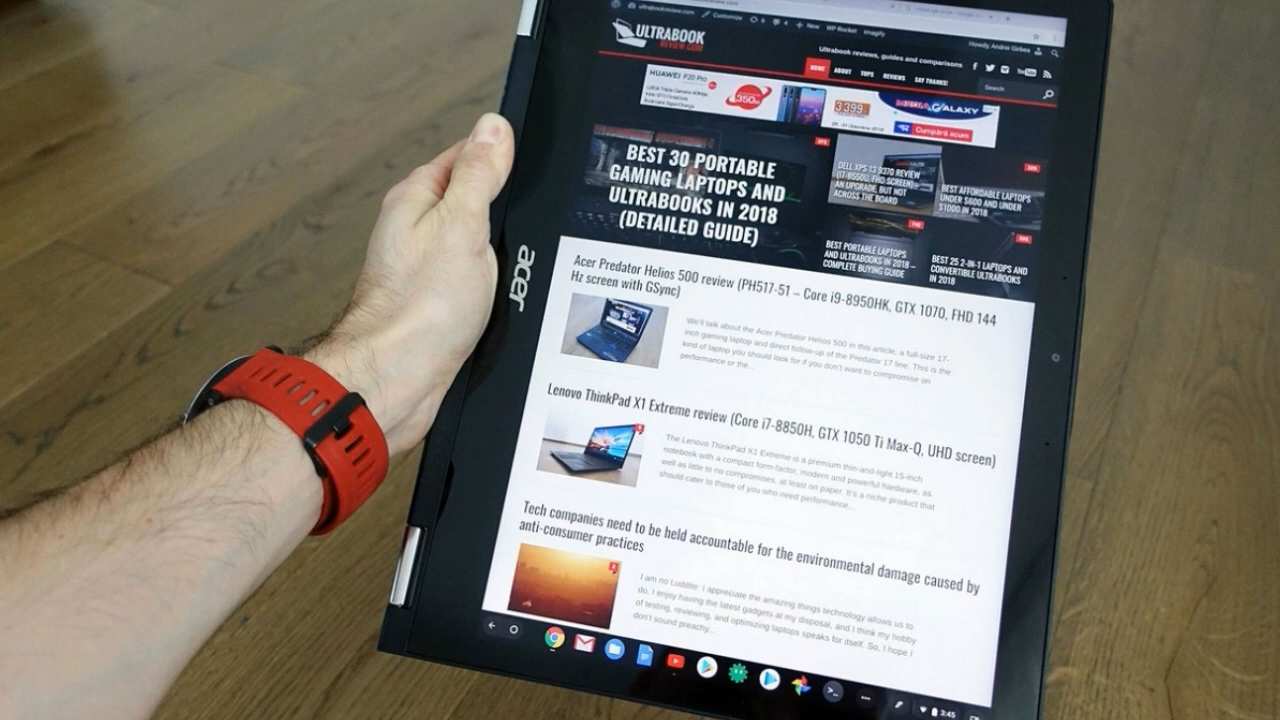 ultrabookreview.com
Customize
6
4
New
WP Rocket
Imagify
Howdy, Andrei Girbea
ULTRABOOK
REVIEW.COM
Ultrabook reviews, guides and comparisons
HOME
ABOUT
TOPS
REVIEWS
SAY THANKS!
YouTube
Search
HUAWEI P20 Pro
350
3.399
GALAXY
Cumpără acum
BEST 30 PORTABLE
GAMING LAPTOPS AND
ULTRABOOKS IN 2018
(DETAILED GUIDE)
DELL XPS 13 9370 REVIEW
(I7-8550U, FHD SCREEN) –
AN UPGRADE, BUT NOT
ACROSS THE BOARD
BEST AFFORDABLE LAPTOPS
UNDER $600 AND UNDER
$1000 IN 2018
BEST PORTABLE LAPTOPS
AND ULTRABOOKS IN 2018 –
COMPLETE BUYING GUIDE
BEST 25 2-IN-1 LAPTOPS AND
CONVERTIBLE ULTRABOOKS
IN 2018
acer
Acer Predator Helios 500 review (PH517-51 – Core i9-8950HK, GTX 1070, FHD 144
Hz screen with GSync)
We'll talk about the Acer Predator Helios 500 in this article, a full-size 17-
inch gaming laptop and direct follow-up of the Predator 17 line. This is the
kind of laptop you should look for if you don't want to compromise on
performance or the...
Lenovo ThinkPad X1 Extreme review (Core i7-8850H, GTX 1050 Ti Max-Q, UHD screen)
The Lenovo ThinkPad X1 Extreme is a premium thin-and-light 15-inch
notebook with a compact form-factor, modern and powerful hardware, as
well as little to no compromises, at least on paper. It's a niche product that
should cater to those of you who need performance...
Tech companies need to be held accountable for the environmental damage caused by
anti-consumer practices
I am no Luddite: I appreciate the amazing things technology allows us to
do, I enjoy having the latest gadgets at my disposal, and I think my hobby
of testing, reviewing, and optimizing laptops speaks for itself. So, I hope I
don't sound preachy...
3:45